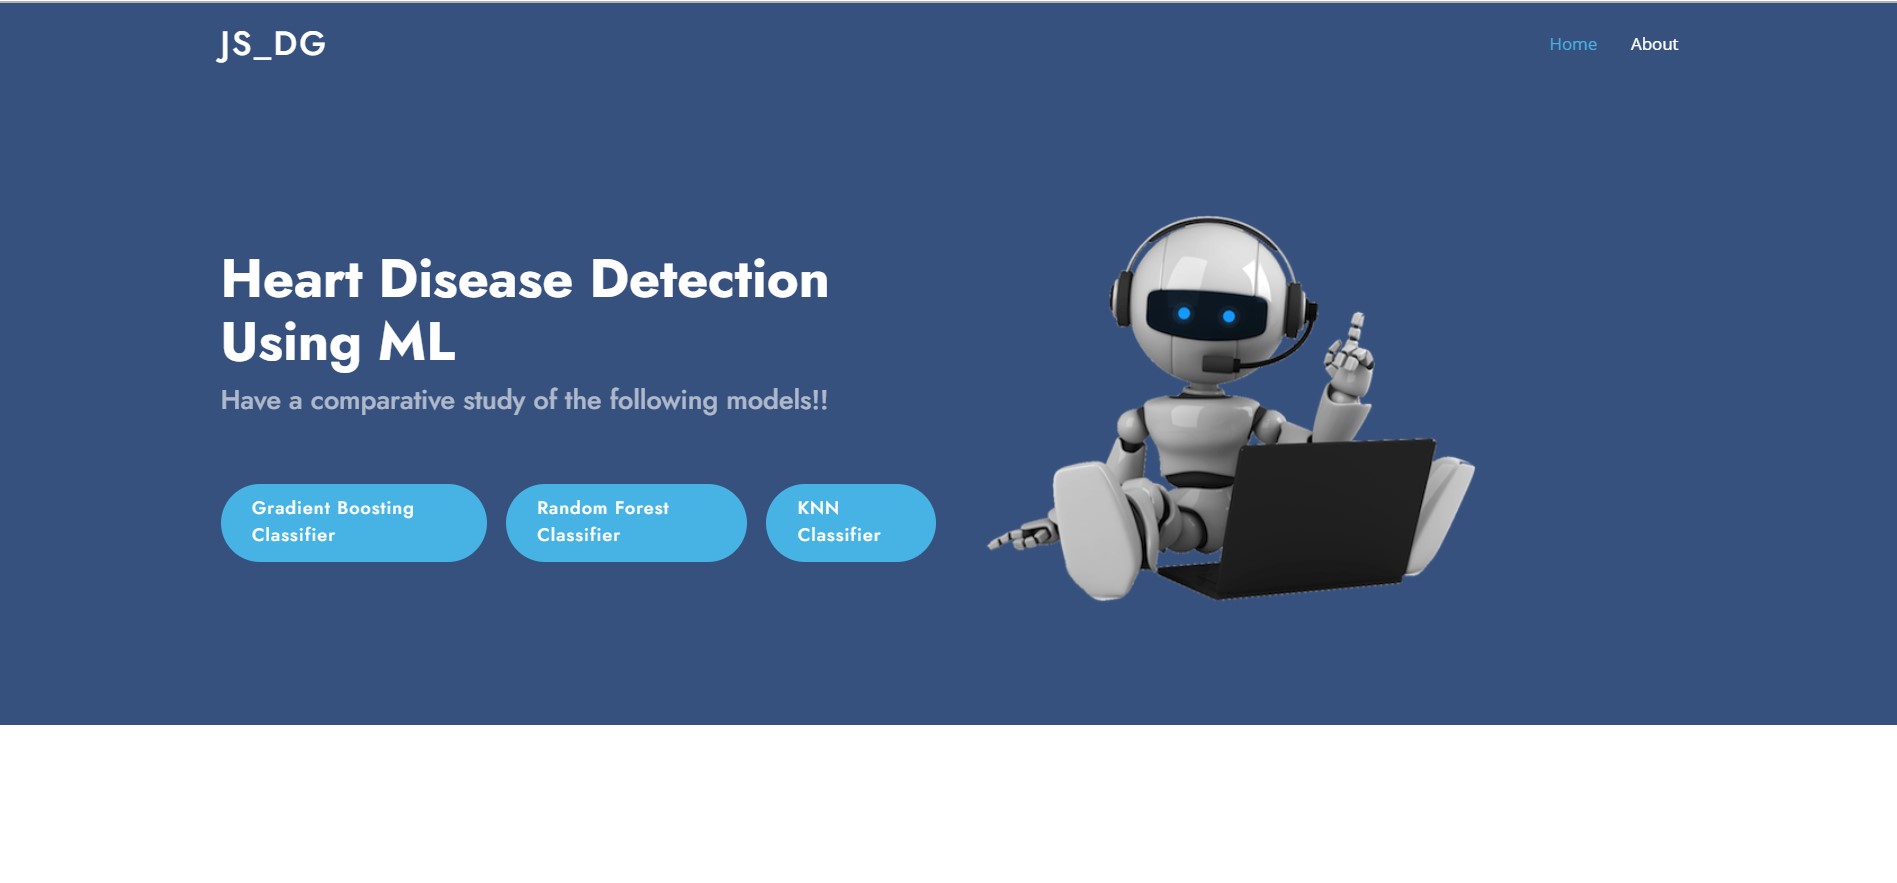 JS_DG
Home
About
Heart Disease Detection
Using ML
Have a comparative study of the following models!!
Gradient Boosting
Classifier
Random Forest
Classifier
KNN
Classifier